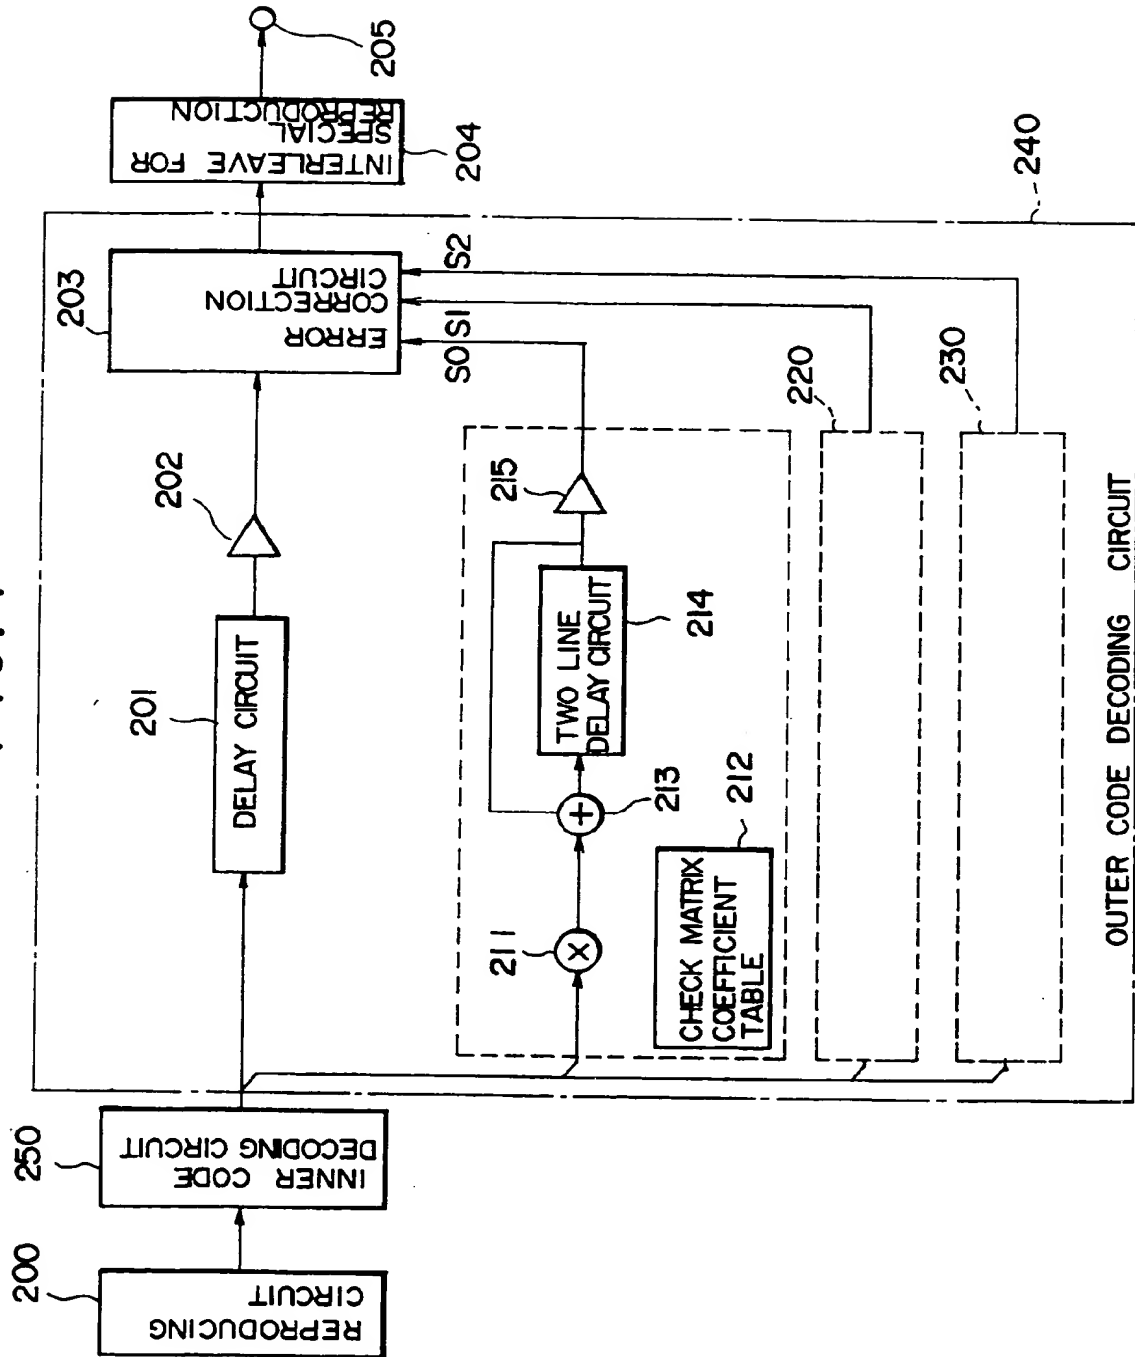 200
REPRODUCING
CIRCUIT
250
INNER CODE
DECODING CIRCUIT
201
DELAY CIRCUIT
202
203
ERROR
CORRECTION
CIRCUIT
S0
S1
S2
INTERLEAVE FOR
SPECIAL
REPRODUCTION
204
205
211
213
TWO LINE
DELAY CIRCUIT
214
215
CHECK MATRIX
COEFFICIENT
TABLE
212
220
230
240
OUTER CODE DECODING CIRCUIT